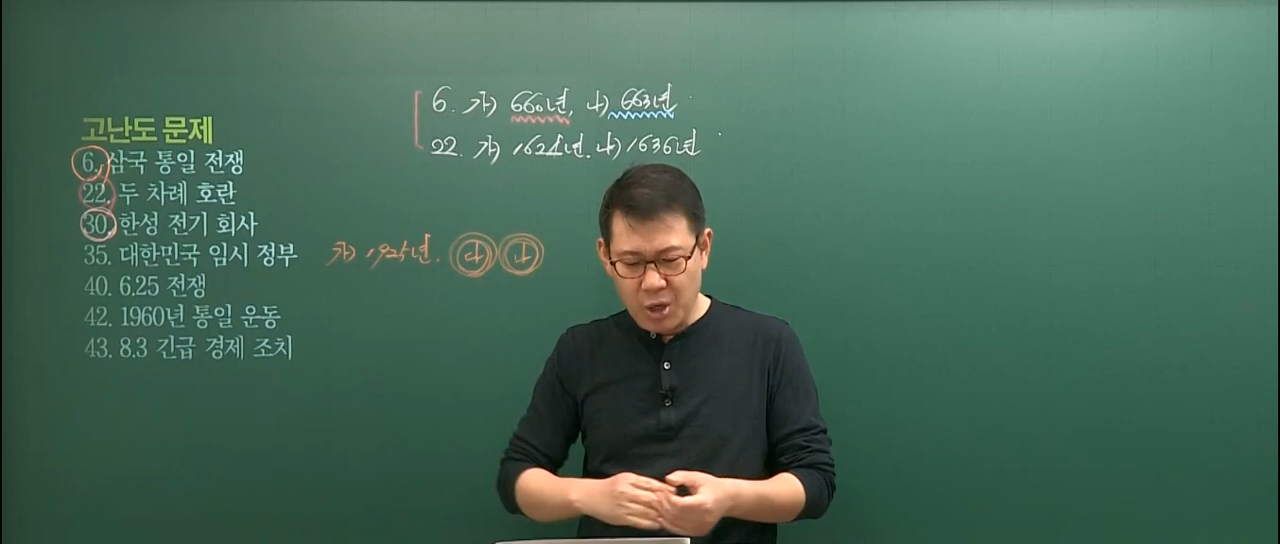 6. 가) 660년, 나) 663년
22. 가) 1624년. 나) 1636년
고난도 문제
6. 삼국 통일 전쟁
22. 두 차례 호란
30. 한성 전기 회사
35. 대한민국 임시 정부 가) 1925년. 다 나
40. 6.25 전쟁
42. 1960년 통일 운동
43. 8.3 긴급 경제 조치